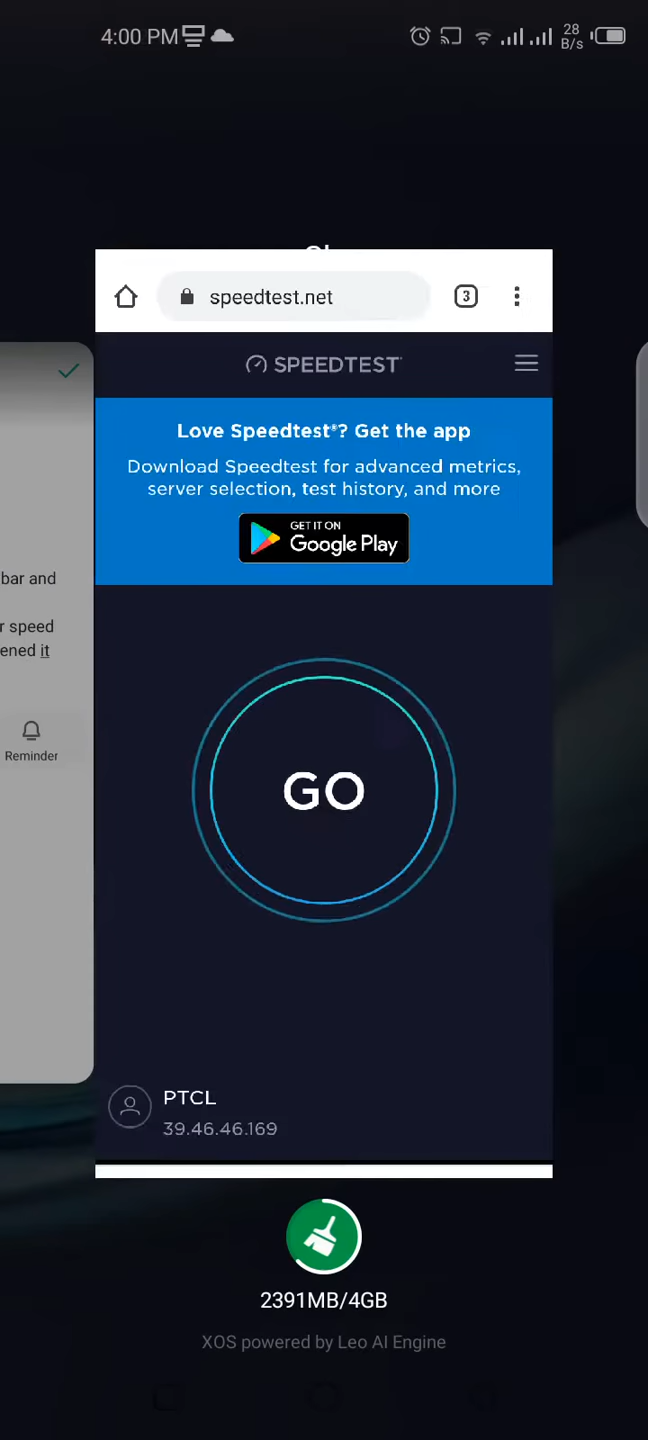 4:00 PM
28
B/s
speedtest.net
3
SPEEDTEST
Love Speedtest®? Get the app
Download Speedtest for advanced metrics,
server selection, test history, and more
GET IT ON
Google Play
bar and
r speed
ened it
Reminder
GO
PTCL
39.46.46.169
2391MB/4GB
XOS powered by Leo AI Engine